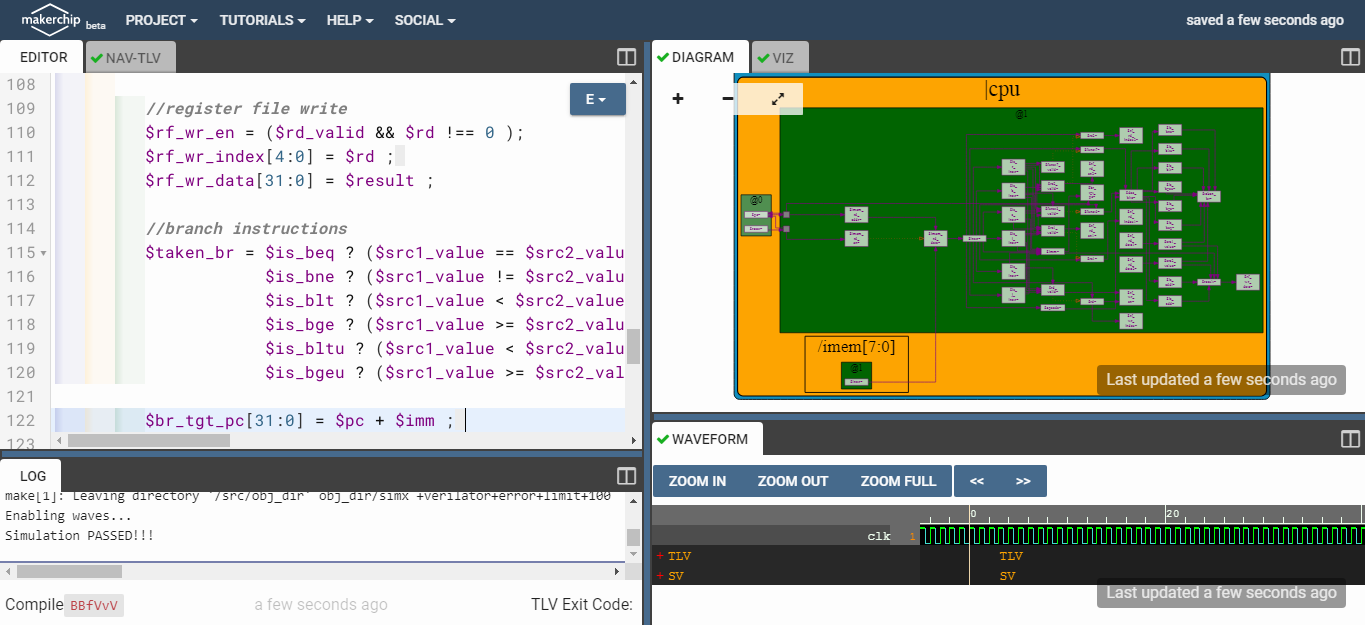 makerchip beta PROJECT TUTORIALS HELP SOCIAL saved a few seconds ago
EDITOR NAV-TLV
108
109 //register file write
110 $rf_wr_en = ($rd_valid && $rd !== 0 );
111 $rf_wr_index[4:0] = $rd ;
112 $rf_wr_data[31:0] = $result ;
113
114 //branch instructions
115 $taken_br = $is_beq ? ($src1_value == $src2_valu
116 $is_bne ? ($src1_value != $src2_valu
117 $is_blt ? ($src1_value < $src2_value
118 $is_bge ? ($src1_value >= $src2_valu
119 $is_bltu ? ($src1_value < $src2_valu
120 $is_bgeu ? ($src1_value >= $src2_val
121
122 $br_tgt_pc[31:0] = $pc + $imm ;
123
E
LOG
make[1]: Leaving directory '/src/obj_dir' obj_dir/simx +verilator+error+limit+100
Enabling waves...
Simulation PASSED!!!
Compile BBfVvV a few seconds ago TLV Exit Code:
DIAGRAM VIZ
+ −
|cpu
@1
@0
/imem[7:0]
@1
Last updated a few seconds ago
WAVEFORM
ZOOM IN ZOOM OUT ZOOM FULL << >>
0 20
clk 1
+ TLV TLV
+ SV SV
Last updated a few seconds ago